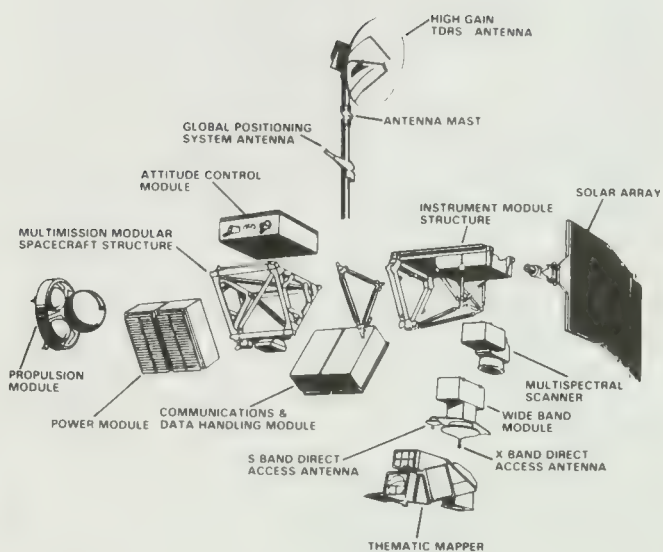 HIGH GAIN
TDRS ANTENNA
ANTENNA MAST
GLOBAL POSITIONING
SYSTEM ANTENNA
ATTITUDE CONTROL
MODULE
INSTRUMENT MODULE
STRUCTURE
SOLAR ARRAY
MULTIMISSION MODULAR
SPACECRAFT STRUCTURE
PROPULSION
MODULE
POWER MODULE
COMMUNICATIONS &
DATA HANDLING MODULE
MULTISPECTRAL
SCANNER
WIDE BAND
MODULE
S BAND DIRECT
ACCESS ANTENNA
X BAND DIRECT
ACCESS ANTENNA
THEMATIC MAPPER